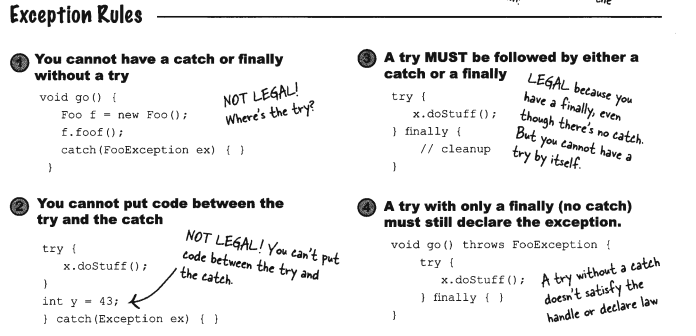 Exception Rules
1 You cannot have a catch or finally
without a try
void go() {
Foo f = new Foo();
f.foof();
catch(FooException ex) { }
}
NOT LEGAL!
Where's the try?
2 You cannot put code between the
try and the catch
try {
x.doStuff();
}
int y = 43;
} catch(Exception ex) { }
NOT LEGAL! You can't put
code between the try and
the catch.
3 A try MUST be followed by either a
catch or a finally
try {
x.doStuff();
} finally {
// cleanup
}
LEGAL because you
have a finally, even
though there's no catch.
But you cannot have a
try by itself.
4 A try with only a finally (no catch)
must still declare the exception.
void go() throws FooException {
try {
x.doStuff();
} finally { }
}
A try without a catch
doesn't satisfy the
handle or declare law